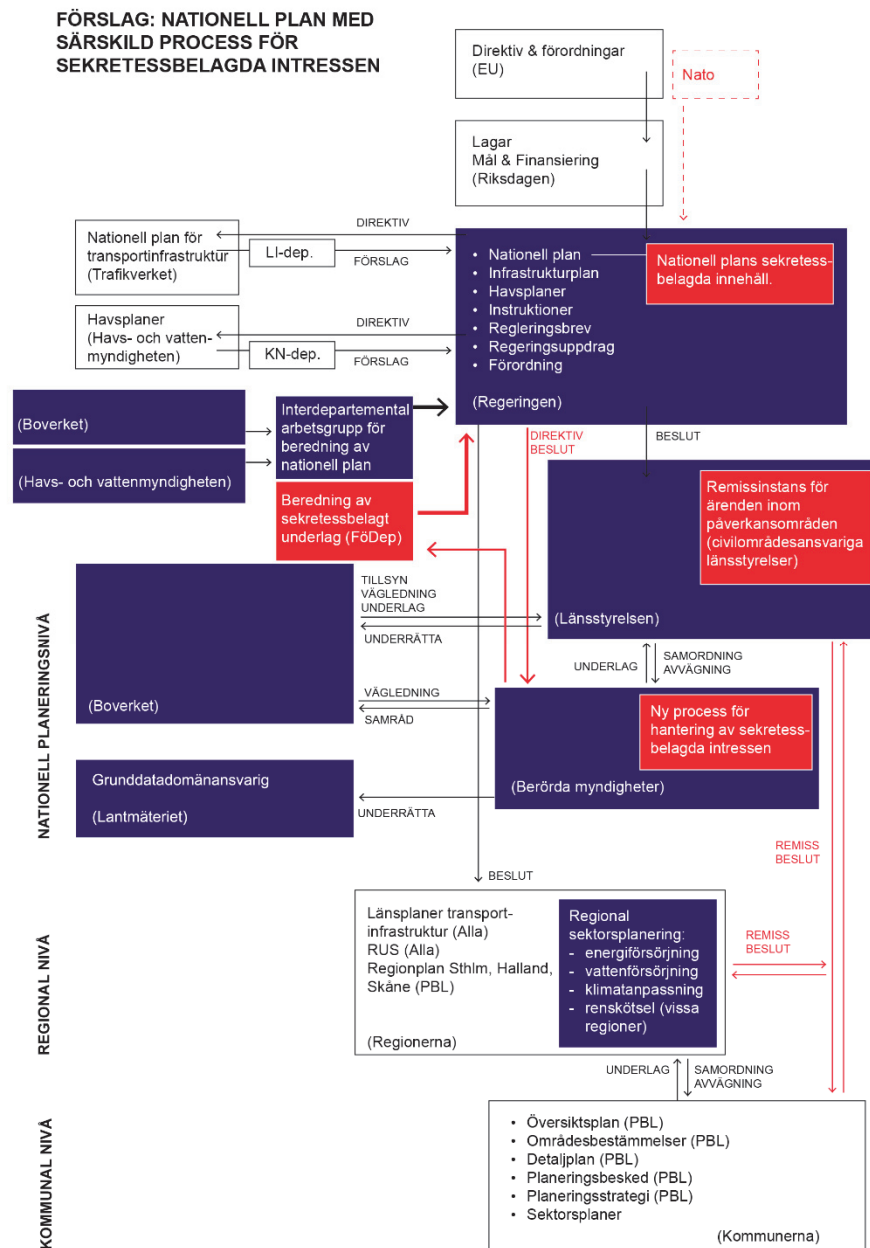 FÖRSLAG: NATIONELL PLAN MED
SÄRSKILD PROCESS FÖR
SEKRETESSBELAGDA INTRESSEN
Direktiv & förordningar
(EU)
Nato
Lagar
Mål & Finansiering
(Riksdagen)
Nationell plan för
transportinfrastruktur
(Trafikverket)
DIREKTIV
LI-dep.
FÖRSLAG
Havsplaner
(Havs- och vatten-
myndigheten)
DIREKTIV
KN-dep.
FÖRSLAG
• Nationell plan
• Infrastrukturplan
• Havsplaner
• Instruktioner
• Regleringsbrev
• Regeringsuppdrag
• Förordning
(Regeringen)
Nationell plans sekretess-
belagda innehåll.
(Boverket)
(Havs- och vattenmyndigheten)
Interdepartemental
arbetsgrupp för
beredning av
nationell plan
Beredning av
sekretessbelagt
underlag (FöDep)
DIREKTIV
BESLUT
BESLUT
Remissinstans för
ärenden inom
påverkansområden
(civilområdesansvariga
länsstyrelser)
(Länsstyrelsen)
TILLSYN
VÄGLEDNING
UNDERLAG
UNDERRÄTTA
(Boverket)
UNDERLAG
SAMORDNING
AVVÄGNING
VÄGLEDNING
SAMRÅD
Ny process för
hantering av sekretess-
belagda intressen
(Berörda myndigheter)
Grunddatadomänansvarig
(Lantmäteriet)
UNDERRÄTTA
NATIONELL PLANERINGSNIVÅ
BESLUT
REMISS
BESLUT
REGIONAL NIVÅ
Länsplaner transport-
infrastruktur (Alla)
RUS (Alla)
Regionplan Sthlm, Halland,
Skåne (PBL)
(Regionerna)
Regional
sektorsplanering:
- energiförsörjning
- vattenförsörjning
- klimatanpassning
- renskötsel (vissa
regioner)
REMISS
BESLUT
UNDERLAG
SAMORDNING
AVVÄGNING
KOMMUNAL NIVÅ
• Översiktsplan (PBL)
• Områdesbestämmelser (PBL)
• Detaljplan (PBL)
• Planeringsbesked (PBL)
• Planeringsstrategi (PBL)
• Sektorsplaner
(Kommunerna)